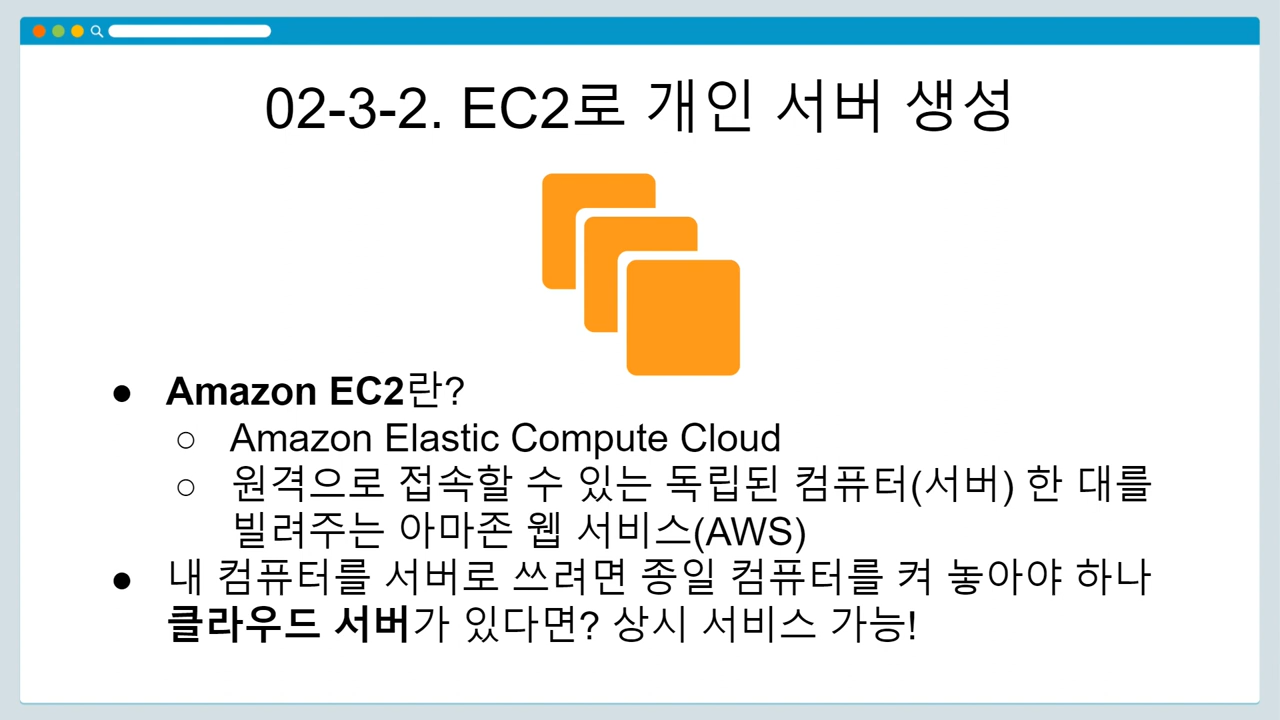 02-3-2. EC2로 개인 서버 생성
● Amazon EC2란?
○ Amazon Elastic Compute Cloud
○ 원격으로 접속할 수 있는 독립된 컴퓨터(서버) 한 대를
빌려주는 아마존 웹 서비스(AWS)
● 내 컴퓨터를 서버로 쓰려면 종일 컴퓨터를 켜 놓아야 하나
클라우드 서버가 있다면? 상시 서비스 가능!